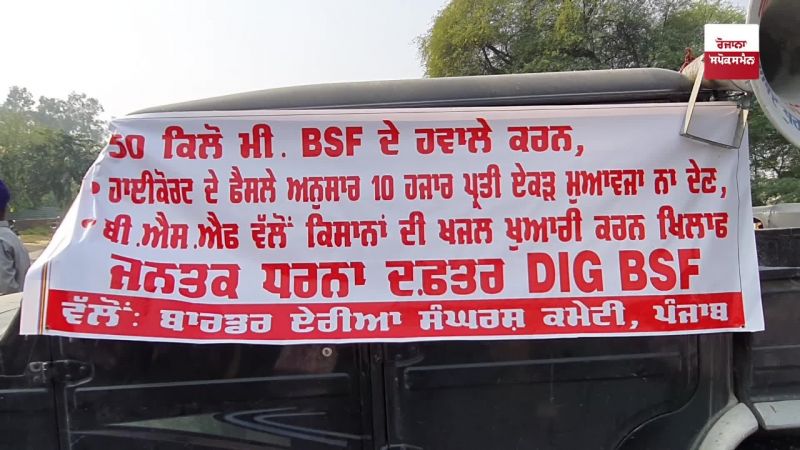 ਰੋਜ਼ਾਨਾ
ਸਪੋਕਸਮੈਨ
50 ਕਿਲੋ ਮੀ. BSF ਦੇ ਹਵਾਲੇ ਕਰਨ,
• ਹਾਈਕੋਰਟ ਦੇ ਫੈਸਲੇ ਅਨੁਸਾਰ 10 ਹਜਾਰ ਪ੍ਰਤੀ ਏਕੜ ਮੁਆਵਜਾ ਨਾ ਦੇਣ,
• ਬੀ.ਐਸ.ਐਫ ਵੱਲੋਂ ਕਿਸਾਨਾਂ ਦੀ ਖਜਲ ਖੁਆਰੀ ਕਰਨ ਖਿਲਾਫ
ਜਨਤਕ ਧਰਨਾ ਦਫ਼ਤਰ DIG BSF
ਵੱਲੋਂ: ਬਾਰਡਰ ਏਰੀਆ ਸੰਘਰਸ਼ ਕਮੇਟੀ, ਪੰਜਾਬ